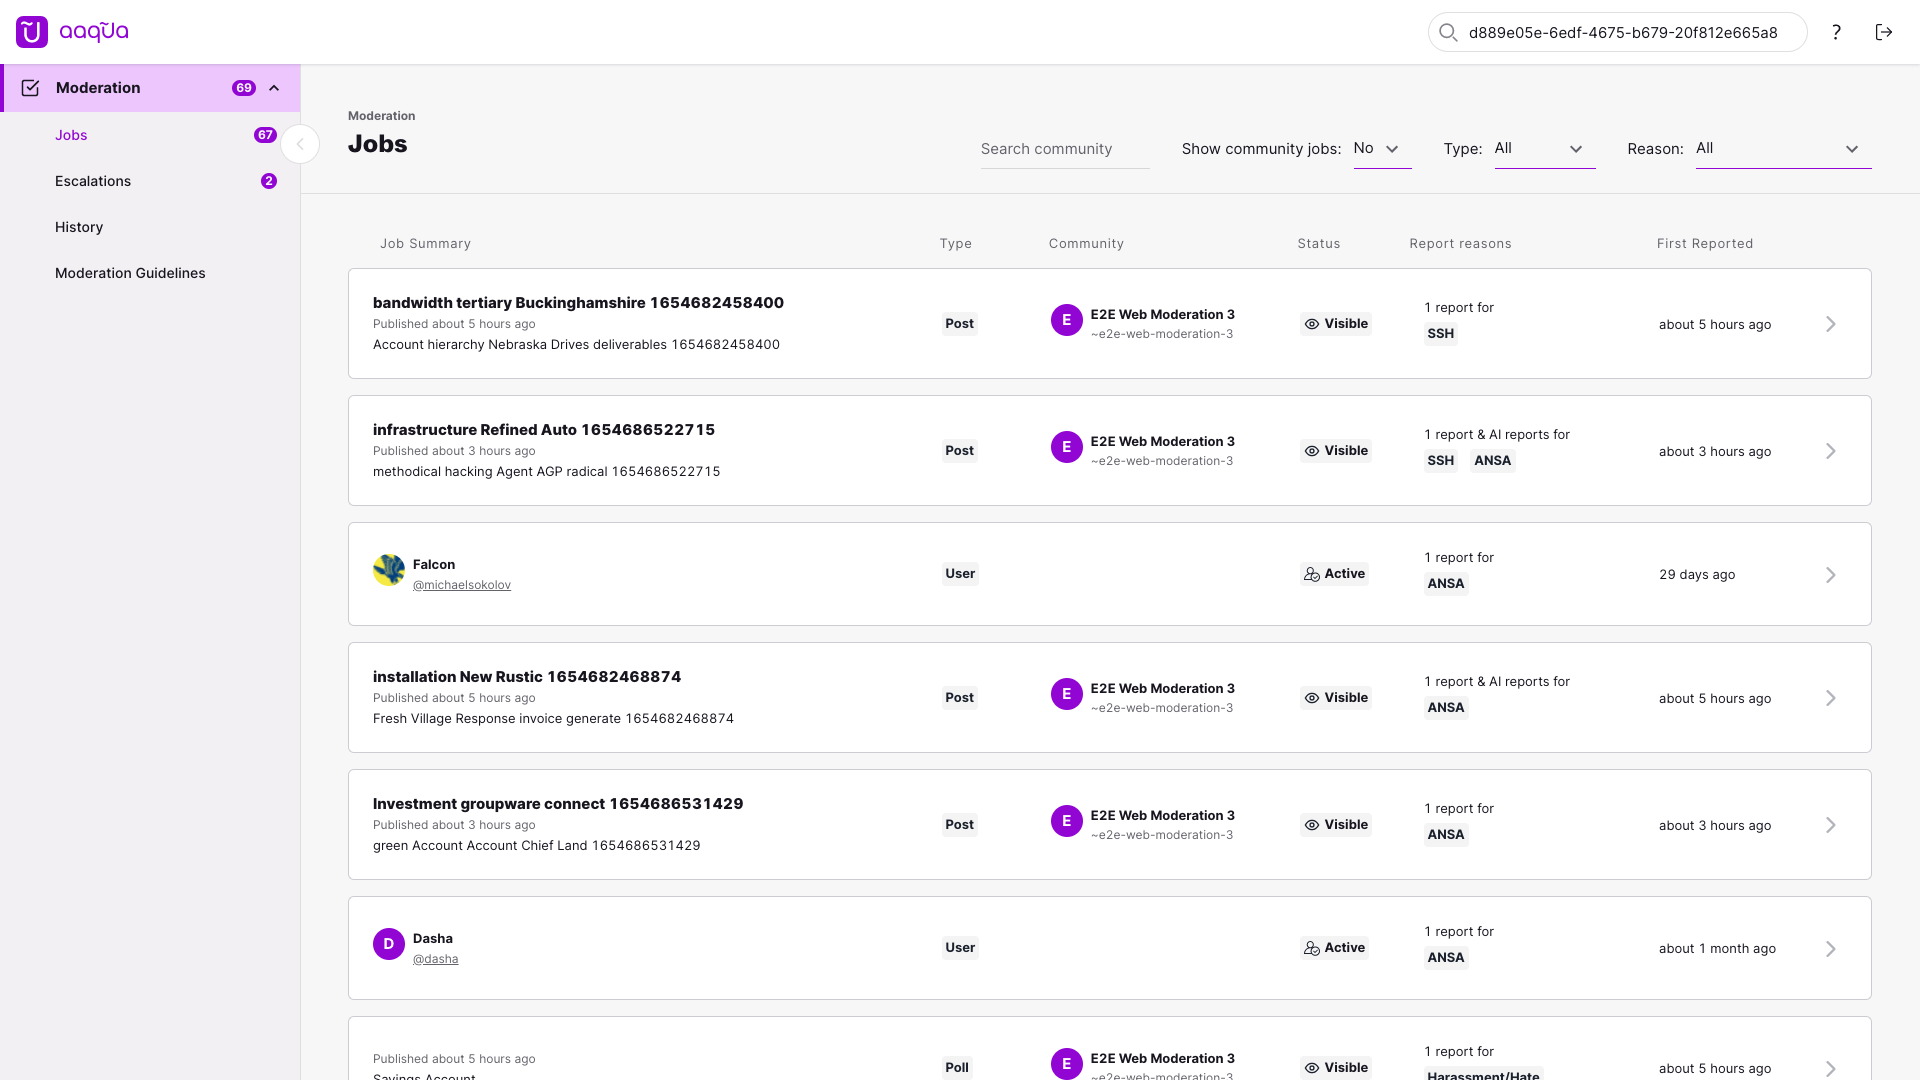 aaqũa
d889e05e-6edf-4675-b679-20f812e665a8
?
Moderation 69
Jobs 67
Escalations 2
History
Moderation Guidelines
Moderation
Jobs
Search community
Show community jobs: No
Type: All
Reason: All
Job Summary Type Community Status Report reasons First Reported
bandwidth tertiary Buckinghamshire 1654682458400
Published about 5 hours ago
Account hierarchy Nebraska Drives deliverables 1654682458400
Post
E
E2E Web Moderation 3
~e2e-web-moderation-3
Visible
1 report for
SSH
about 5 hours ago
infrastructure Refined Auto 1654686522715
Published about 3 hours ago
methodical hacking Agent AGP radical 1654686522715
Post
E
E2E Web Moderation 3
~e2e-web-moderation-3
Visible
1 report & AI reports for
SSH ANSA
about 3 hours ago
Falcon
@michaelsokolov
User
Active
1 report for
ANSA
29 days ago
installation New Rustic 1654682468874
Published about 5 hours ago
Fresh Village Response invoice generate 1654682468874
Post
E
E2E Web Moderation 3
~e2e-web-moderation-3
Visible
1 report & AI reports for
ANSA
about 5 hours ago
Investment groupware connect 1654686531429
Published about 3 hours ago
green Account Account Chief Land 1654686531429
Post
E
E2E Web Moderation 3
~e2e-web-moderation-3
Visible
1 report for
ANSA
about 3 hours ago
D
Dasha
@dasha
User
Active
1 report for
ANSA
about 1 month ago
Published about 5 hours ago
Savings Account
Poll
E
E2E Web Moderation 3
~e2e-web-moderation-3
Visible
1 report for
Harassment/Hate
about 5 hours ago